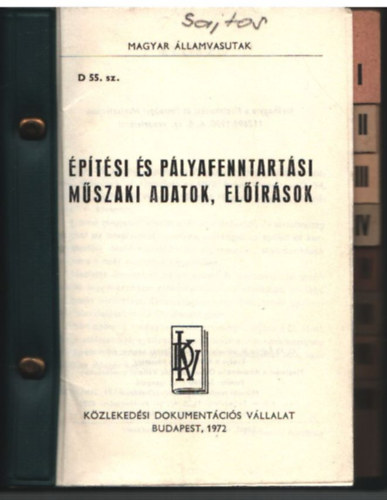 Sajtos
MAGYAR ÁLLAMVASUTAK
D 55. sz.
ÉPÍTÉSI ÉS PÁLYAFENNTARTÁSI
MŰSZAKI ADATOK, ELŐÍRÁSOK
KDV
KÖZLEKEDÉSI DOKUMENTÁCIÓS VÁLLALAT
BUDAPEST, 1972
I
II
III
IV